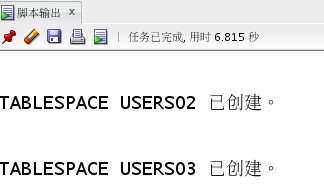 脚本输出 x
任务已完成, 用时 6.815 秒
TABLESPACE USERS02 已创建。
TABLESPACE USERS03 已创建。